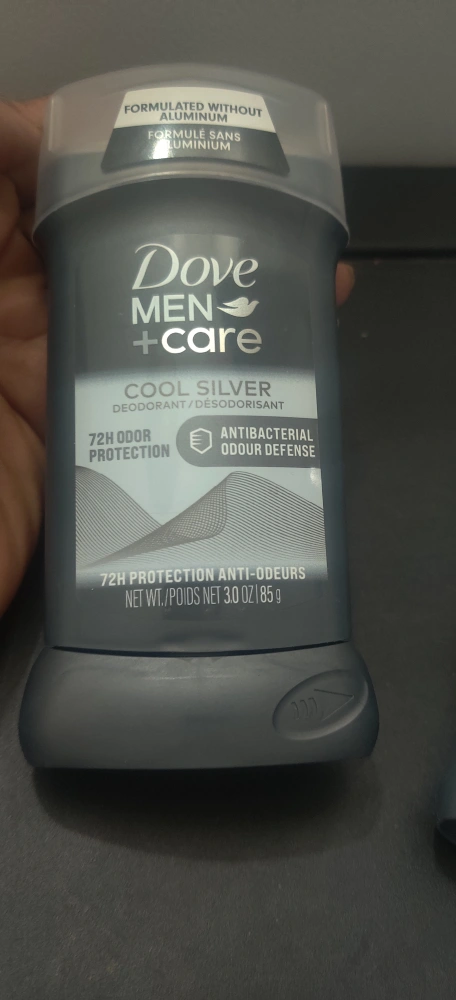 FORMULATED WITHOUT
ALUMINUM
FORMULÉ SANS
ALUMINIUM
Dove
MEN
+care
COOL SILVER
DEODORANT/DÉSODORISANT
72H ODOR
PROTECTION
ANTIBACTERIAL
ODOUR DEFENSE
72H PROTECTION ANTI-ODEURS
NET WT./POIDS NET 3.0 OZ | 85 g